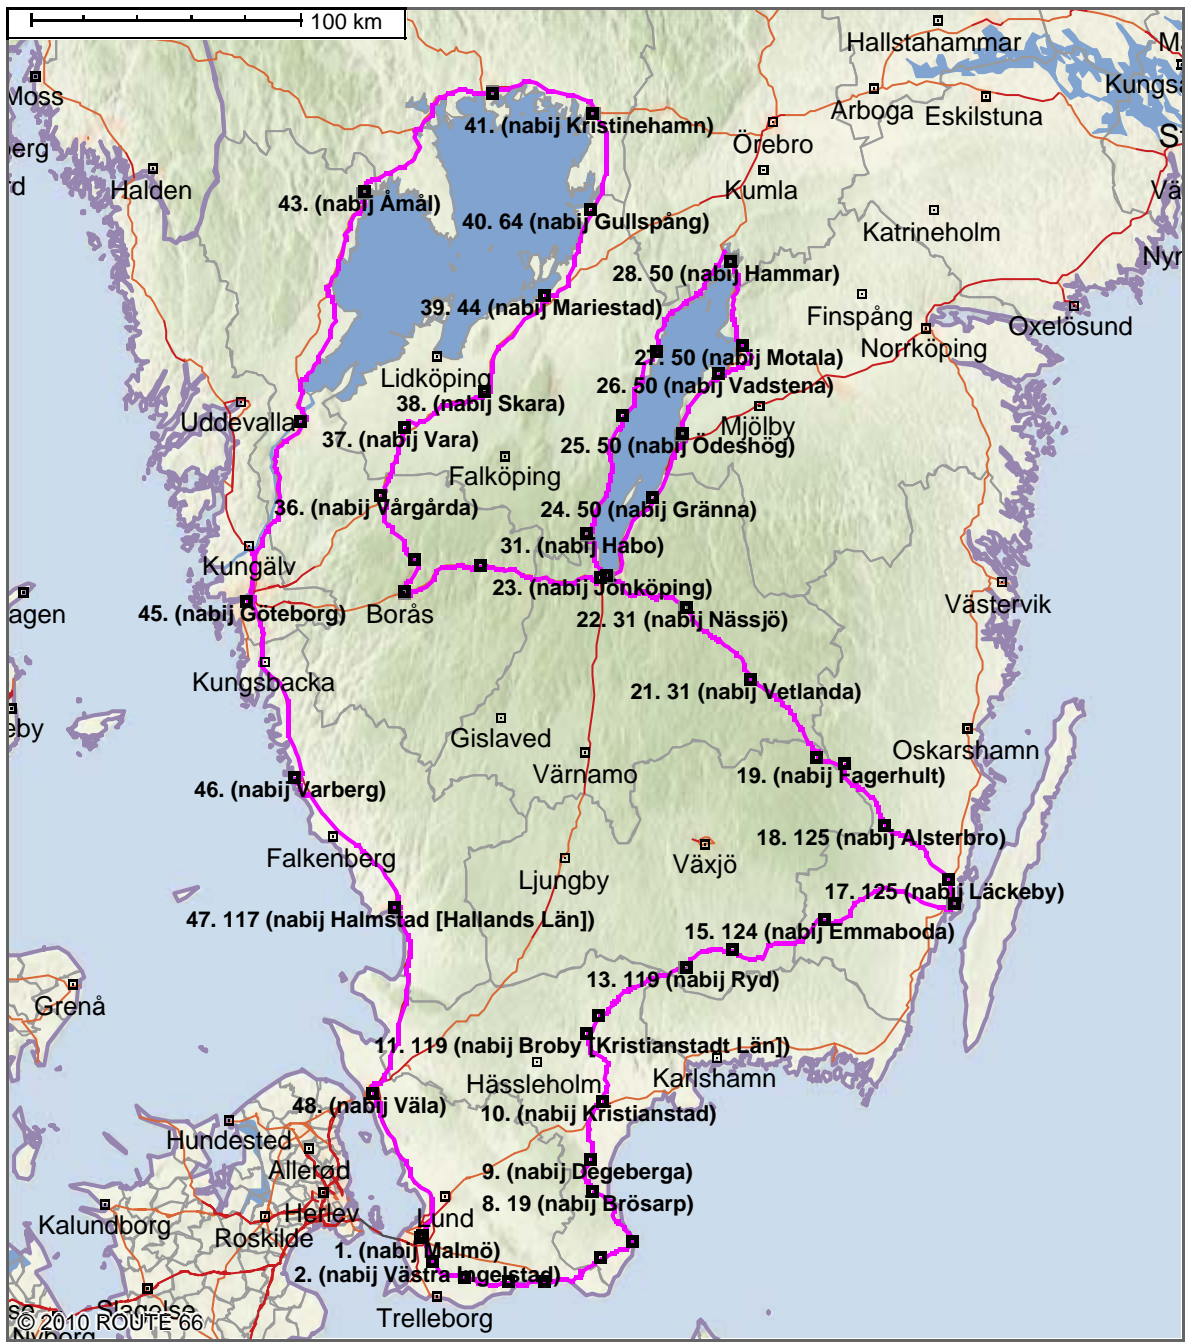 100 km
Hallstahammar
Moss
Kungsä
Arboga
Eskilstuna
41. (nabij Kristinehamn)
Örebro
Halden
Kumla
43. (nabij Åmål)
40. 64 (nabij Gullspång)
Katrineholm
28. 50 (nabij Hammar)
39. 44 (nabij Mariestad)
Finspång
Oxelösund
Norrköping
27. 50 (nabij Motala)
Lidköping
26. 50 (nabij Vadstena)
38. (nabij Skara)
Uddevalla
Mjölby
37. (nabij Vara)
25. 50 (nabij Ödeshög)
Falköping
36. (nabij Vårgårda)
24. 50 (nabij Gränna)
31. (nabij Habo)
Kungälv
23. (nabij Jönköping)
Västervik
agen
45. (nabij Göteborg)
Borås
22. 31 (nabij Nässjö)
Kungsbacka
21. 31 (nabij Vetlanda)
eby
Gislaved
Oskarshamn
Värnamo
19. (nabij Fagerhult)
46. (nabij Varberg)
18. 125 (nabij Alsterbro)
Falkenberg
Växjö
Ljungby
17. 125 (nabij Läckeby)
47. 117 (nabij Halmstad [Hallands Län])
15. 124 (nabij Emmaboda)
13. 119 (nabij Ryd)
Grenå
11. 119 (nabij Broby [Kristianstadt Län])
Hässleholm
Karlshamn
48. (nabij Väla)
10. (nabij Kristianstad)
Hundested
Allerød
9. (nabij Degeberga)
8. 19 (nabij Brösarp)
Herlev
Lund
Kalundborg
Roskilde
1. (nabij Malmö)
2. (nabij Västra Ingelstad)
Slagelse
Trelleborg
© 2010 ROUTE 66
Nyborg